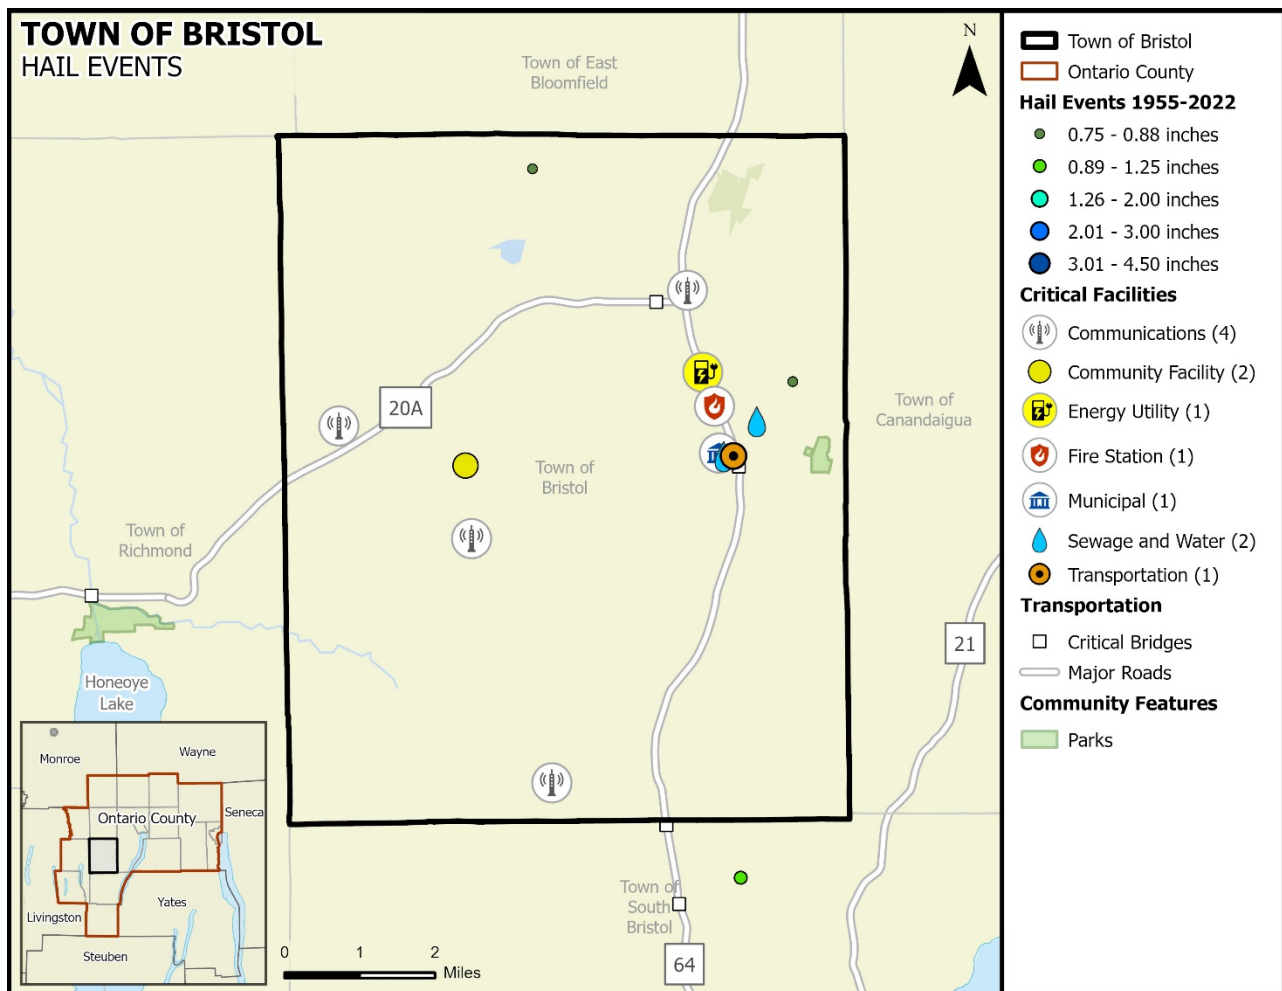 TOWN OF BRISTOL
HAIL EVENTS
Town of East
Bloomfield
N
20A
Town of
Canandaigua
Town of
Bristol
Town of
Richmond
21
Honeoye
Lake
Town of
South
Bristol
64
Monroe
Wayne
Ontario County
Seneca
Yates
Livingston
Steuben
0
1
2
Miles
Town of Bristol
Ontario County
Hail Events 1955-2022
0.75 - 0.88 inches
0.89 - 1.25 inches
1.26 - 2.00 inches
2.01 - 3.00 inches
3.01 - 4.50 inches
Critical Facilities
Communications (4)
Community Facility (2)
Energy Utility (1)
Fire Station (1)
Municipal (1)
Sewage and Water (2)
Transportation (1)
Transportation
Critical Bridges
Major Roads
Community Features
Parks